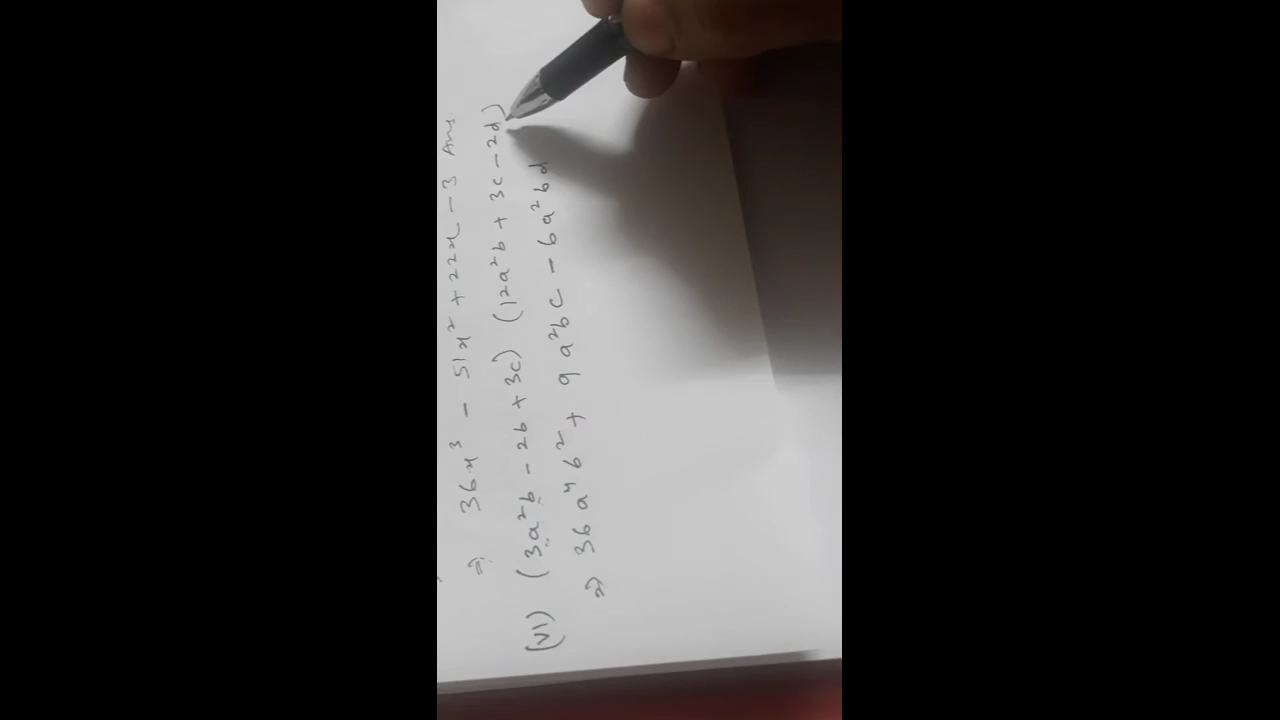 ⇒ 36x³ - 51x² + 22x - 3 Ans.
(VI) (3a²b - 2b + 3c) (12a²b + 3c - 2d)
⇒ 36a⁴b² + 9a²bc - 6a²bd